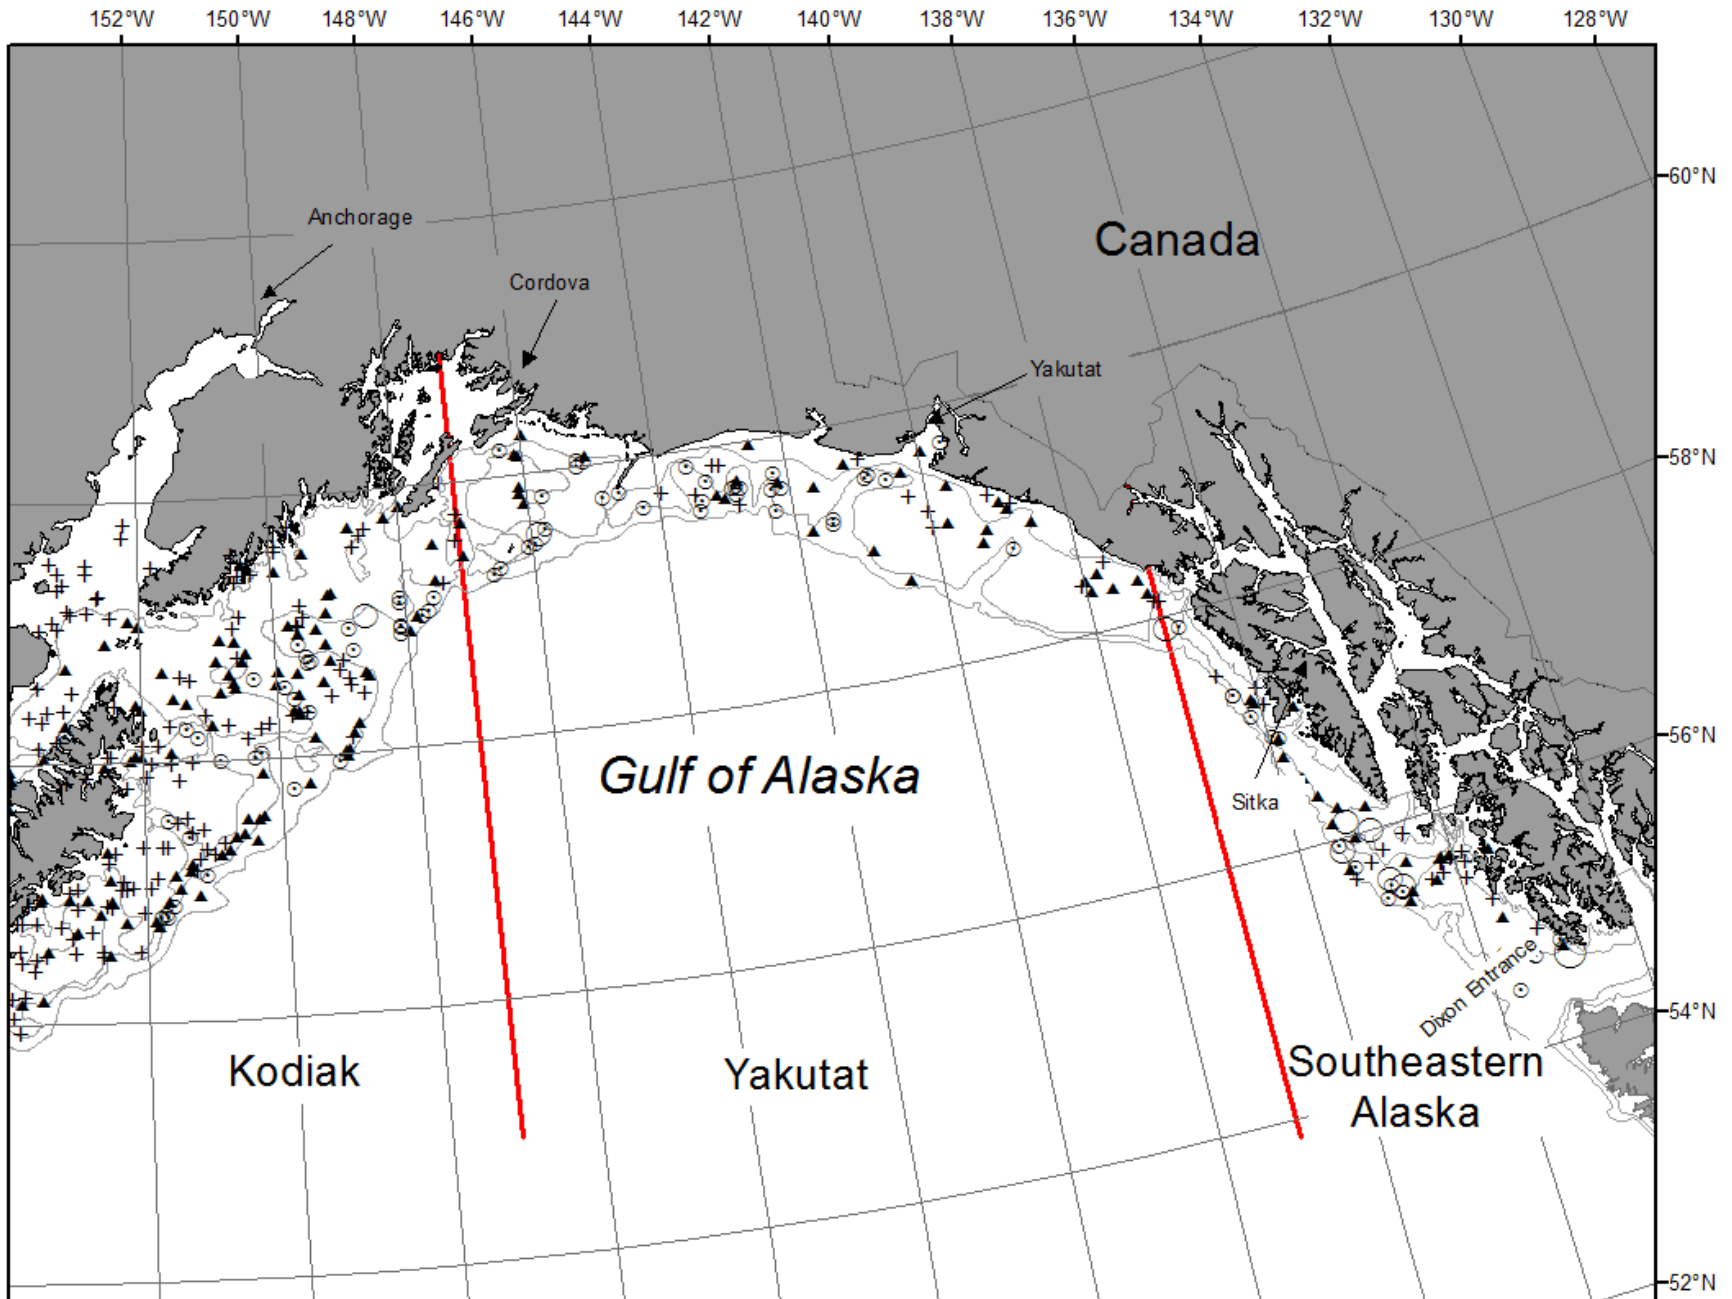 152°W 150°W 148°W 146°W 144°W 142°W 140°W 138°W 136°W 134°W 132°W 130°W 128°W
60°N
Anchorage
Canada
Cordova
Yakutat
58°N
56°N
Gulf of Alaska
Sitka
Dixon Entrance
54°N
Kodiak
Yakutat
Southeastern
Alaska
52°N